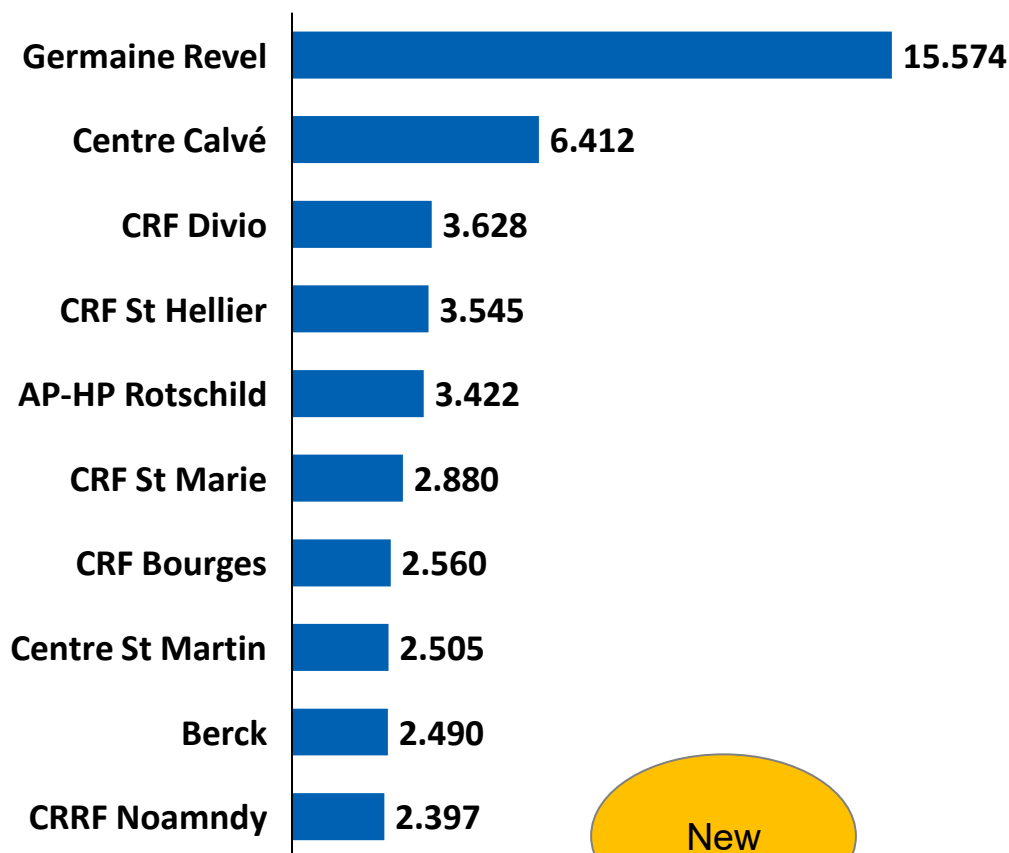 Germaine Revel 15.574
Centre Calvé 6.412
CRF Divio 3.628
CRF St Hellier 3.545
AP-HP Rotschild 3.422
CRF St Marie 2.880
CRF Bourges 2.560
Centre St Martin 2.505
Berck 2.490
CRRF Noamndy 2.397
New